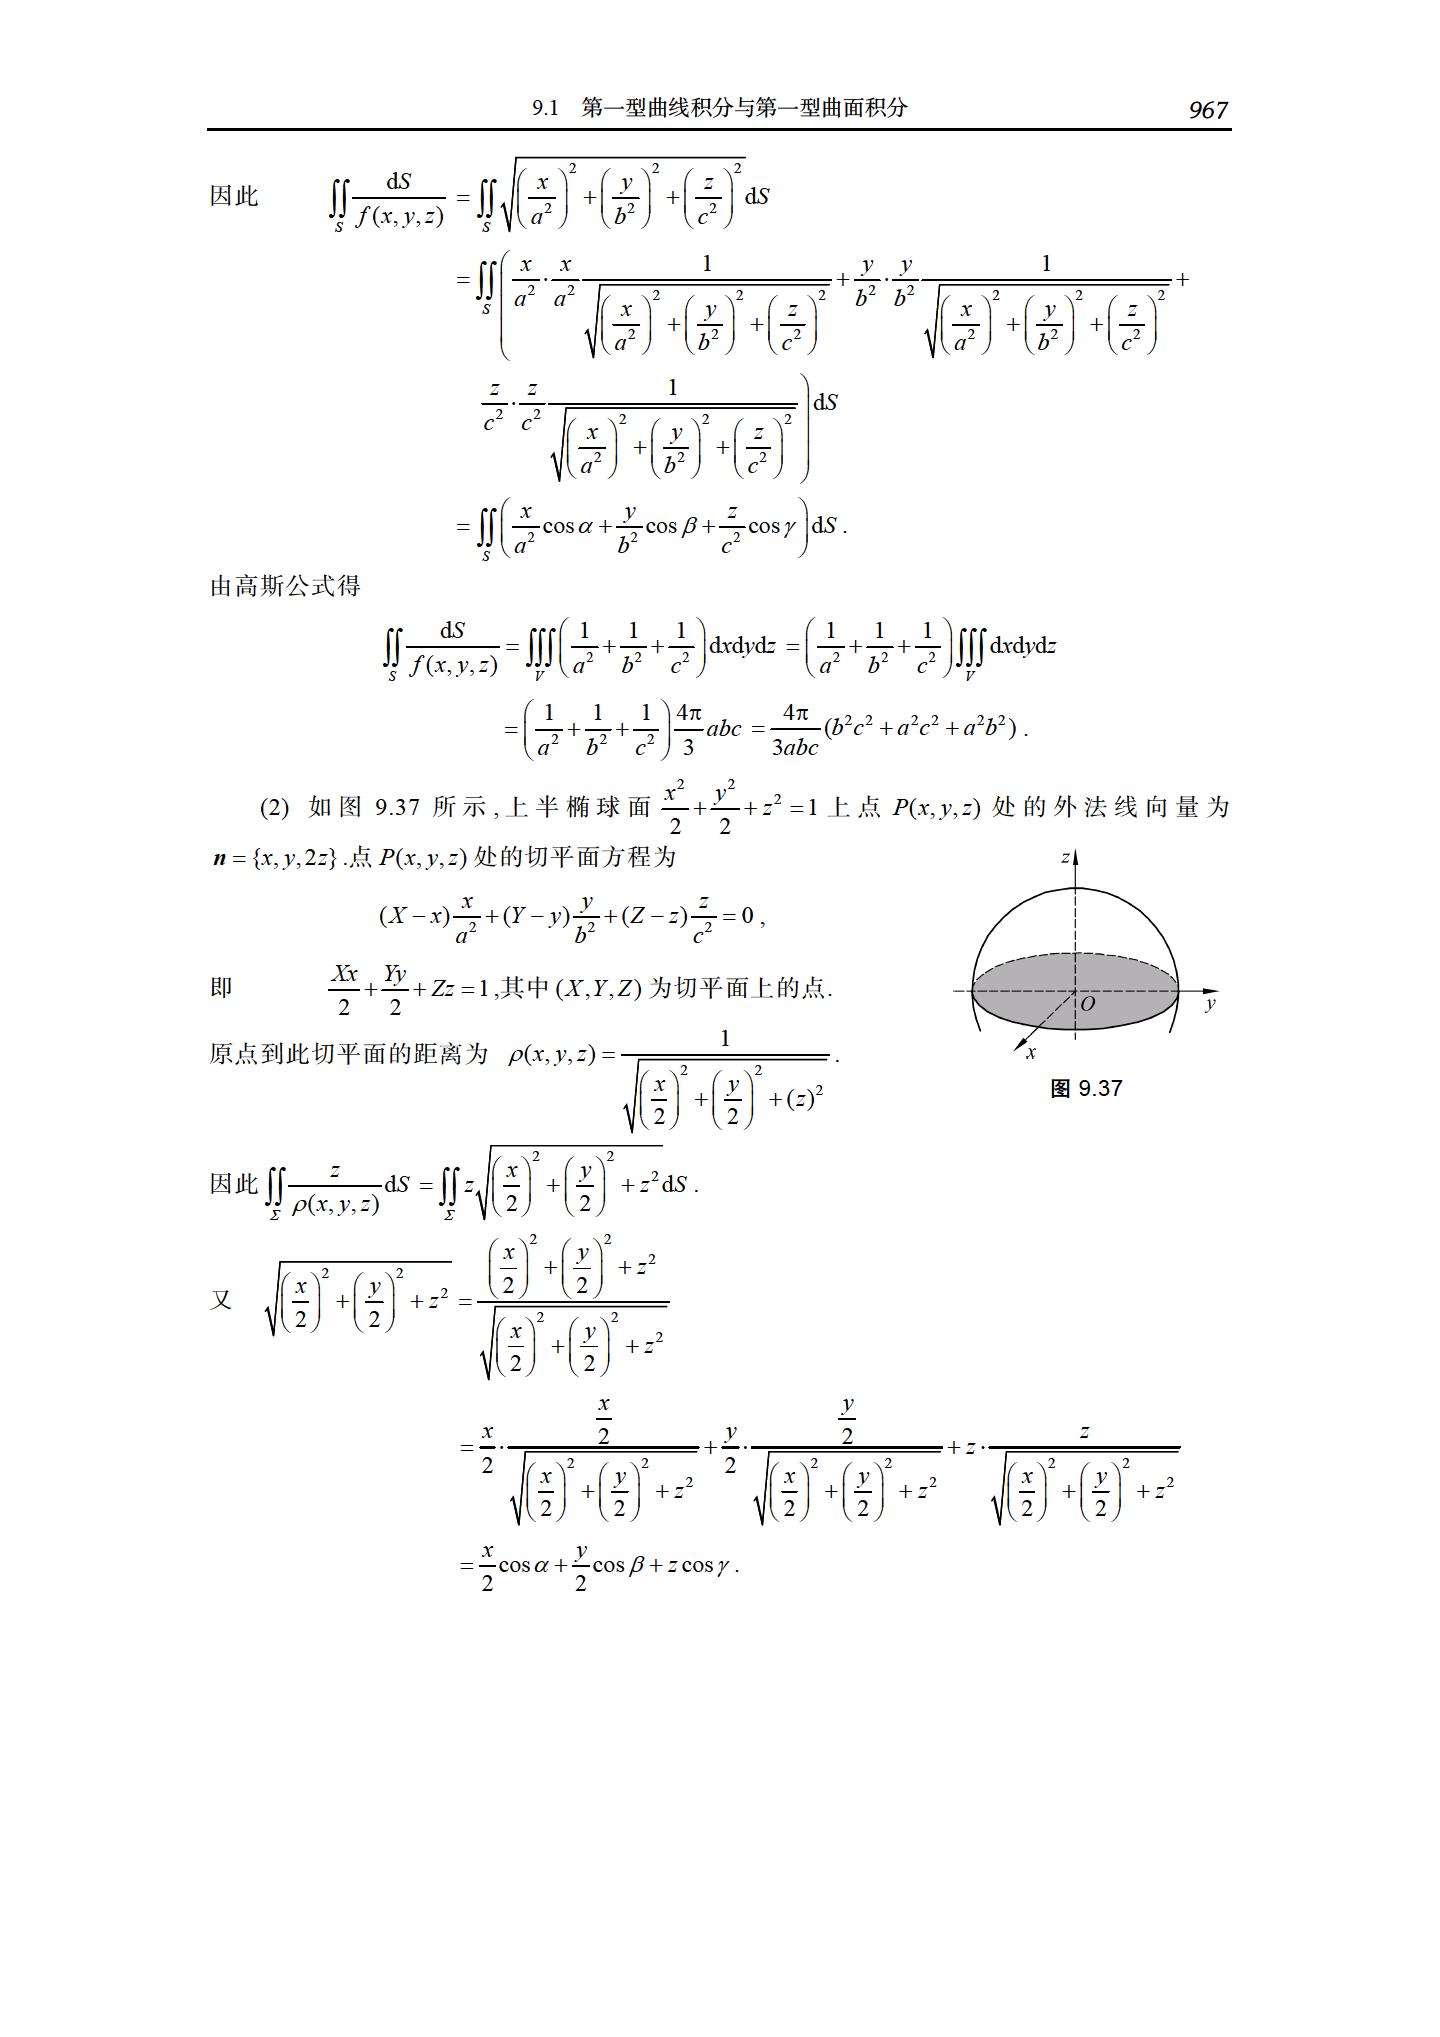 9.1 第一型曲线积分与第一型曲面积分 967
因此 $\iint\limits_S \frac{\mathrm{d}S}{f(x,y,z)} = \iint\limits_S \sqrt{\left(\frac{x}{a^2}\right)^2+\left(\frac{y}{b^2}\right)^2+\left(\frac{z}{c^2}\right)^2}\mathrm{d}S$
$= \iint\limits_S \left( \frac{x}{a^2}\cdot\frac{x}{a^2}\frac{1}{\sqrt{\left(\frac{x}{a^2}\right)^2+\left(\frac{y}{b^2}\right)^2+\left(\frac{z}{c^2}\right)^2}} + \frac{y}{b^2}\cdot\frac{y}{b^2}\frac{1}{\sqrt{\left(\frac{x}{a^2}\right)^2+\left(\frac{y}{b^2}\right)^2+\left(\frac{z}{c^2}\right)^2}} + \right.$
$\left. \frac{z}{c^2}\cdot\frac{z}{c^2}\frac{1}{\sqrt{\left(\frac{x}{a^2}\right)^2+\left(\frac{y}{b^2}\right)^2+\left(\frac{z}{c^2}\right)^2}} \right)\mathrm{d}S$
$= \iint\limits_S \left(\frac{x}{a^2}\cos\alpha+\frac{y}{b^2}\cos\beta+\frac{z}{c^2}\cos\gamma\right)\mathrm{d}S .$
由高斯公式得
$\iint\limits_S \frac{\mathrm{d}S}{f(x,y,z)} = \iiint\limits_V \left(\frac{1}{a^2}+\frac{1}{b^2}+\frac{1}{c^2}\right)\mathrm{d}x\mathrm{d}y\mathrm{d}z = \left(\frac{1}{a^2}+\frac{1}{b^2}+\frac{1}{c^2}\right)\iiint\limits_V \mathrm{d}x\mathrm{d}y\mathrm{d}z$
$= \left(\frac{1}{a^2}+\frac{1}{b^2}+\frac{1}{c^2}\right)\frac{4\pi}{3}abc = \frac{4\pi}{3abc}(b^2c^2+a^2c^2+a^2b^2) .$
(2) 如图 9.37 所示,上半椭球面 $\frac{x^2}{2}+\frac{y^2}{2}+z^2=1$ 上点 $P(x,y,z)$ 处的外法线向量为
$\boldsymbol{n}=\{x,y,2z\}$ .点 $P(x,y,z)$ 处的切平面方程为
$(X-x)\frac{x}{a^2}+(Y-y)\frac{y}{b^2}+(Z-z)\frac{z}{c^2}=0 ,$
即 $\frac{Xx}{2}+\frac{Yy}{2}+Zz=1$ ,其中 $(X,Y,Z)$ 为切平面上的点.
原点到此切平面的距离为 $\rho(x,y,z)=\frac{1}{\sqrt{\left(\frac{x}{2}\right)^2+\left(\frac{y}{2}\right)^2+(z)^2}} .$
z
O
y
x
图 9.37
因此 $\iint\limits_\Sigma \frac{z}{\rho(x,y,z)}\mathrm{d}S = \iint\limits_\Sigma z\sqrt{\left(\frac{x}{2}\right)^2+\left(\frac{y}{2}\right)^2+z^2}\mathrm{d}S .$
又 $\sqrt{\left(\frac{x}{2}\right)^2+\left(\frac{y}{2}\right)^2+z^2} = \frac{\left(\frac{x}{2}\right)^2+\left(\frac{y}{2}\right)^2+z^2}{\sqrt{\left(\frac{x}{2}\right)^2+\left(\frac{y}{2}\right)^2+z^2}}$
$= \frac{x}{2}\cdot\frac{\frac{x}{2}}{\sqrt{\left(\frac{x}{2}\right)^2+\left(\frac{y}{2}\right)^2+z^2}} + \frac{y}{2}\cdot\frac{\frac{y}{2}}{\sqrt{\left(\frac{x}{2}\right)^2+\left(\frac{y}{2}\right)^2+z^2}} + z\cdot\frac{z}{\sqrt{\left(\frac{x}{2}\right)^2+\left(\frac{y}{2}\right)^2+z^2}}$
$= \frac{x}{2}\cos\alpha+\frac{y}{2}\cos\beta+z\cos\gamma .$